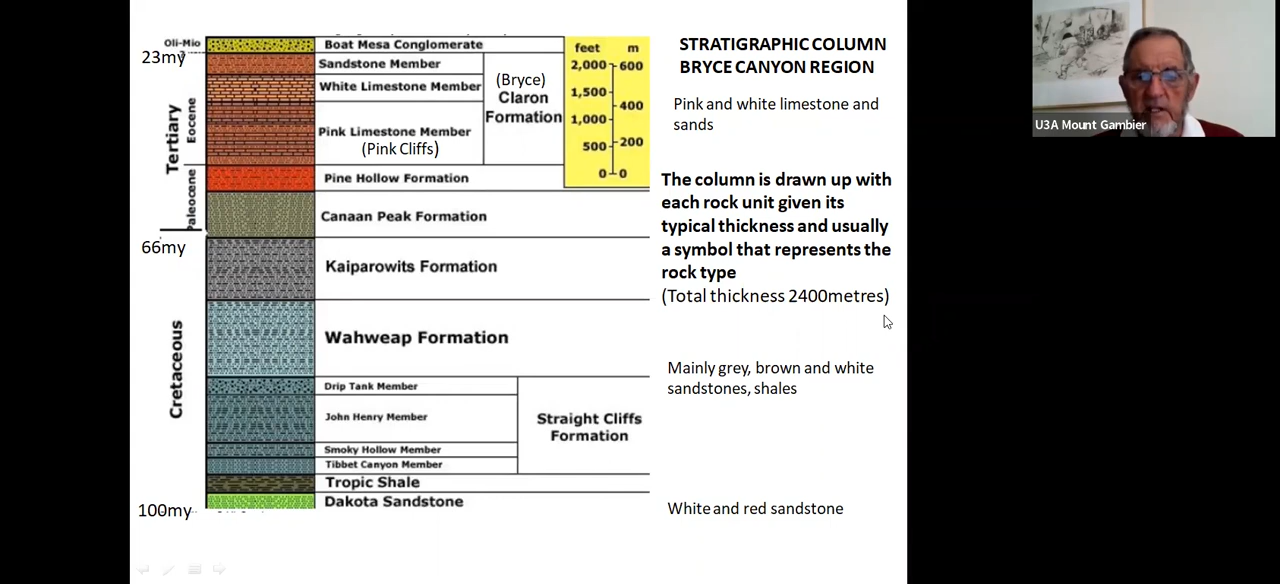 STRATIGRAPHIC COLUMN
BRYCE CANYON REGION
Oli-Mio
Boat Mesa Conglomerate
23my
Sandstone Member
White Limestone Member
Pink Limestone Member
(Pink Cliffs)
(Bryce)
Claron
Formation
feet m
2,000 600
1,500
400
1,000
500
200
0 0
Tertiary
Eocene
Paleocene
Pine Hollow Formation
Canaan Peak Formation
66my
Kaiparowits Formation
Wahweap Formation
Cretaceous
Drip Tank Member
John Henry Member
Smoky Hollow Member
Tibbet Canyon Member
Straight Cliffs
Formation
Tropic Shale
Dakota Sandstone
100my
Pink and white limestone and
sands
The column is drawn up with
each rock unit given its
typical thickness and usually
a symbol that represents the
rock type
(Total thickness 2400metres)
Mainly grey, brown and white
sandstones, shales
White and red sandstone
U3A Mount Gambier